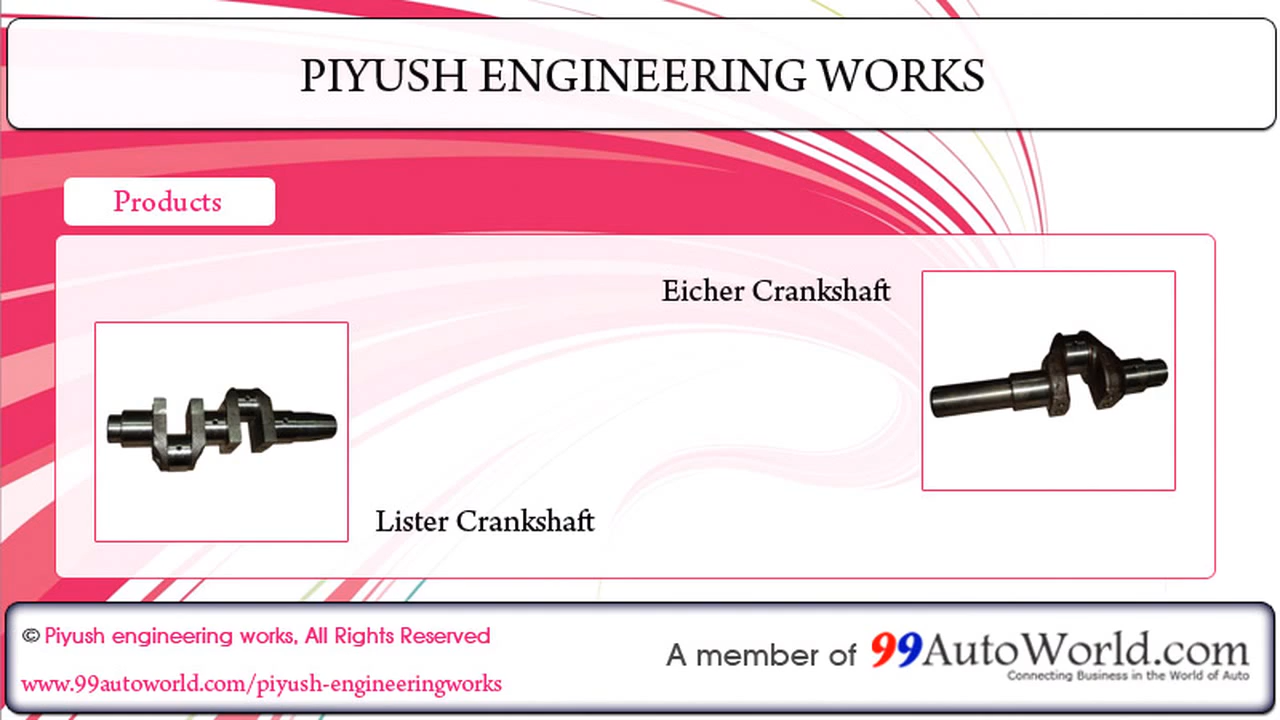 PIYUSH ENGINEERING WORKS
Products
Eicher Crankshaft
Lister Crankshaft
© Piyush engineering works, All Rights Reserved
www.99autoworld.com/piyush-engineeringworks
A member of 99AutoWorld.com
Connecting Business in the World of Auto